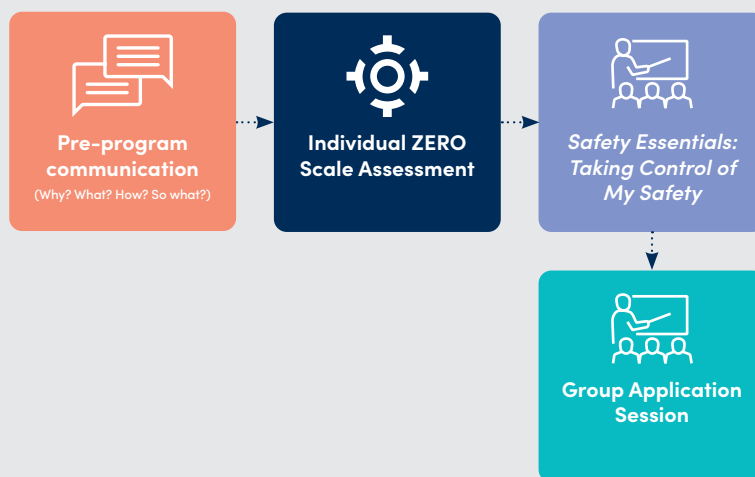 Pre-program
communication
(Why? What? How? So what?)
Individual ZERO
Scale Assessment
Safety Essentials:
Taking Control of
My Safety
Group Application
Session